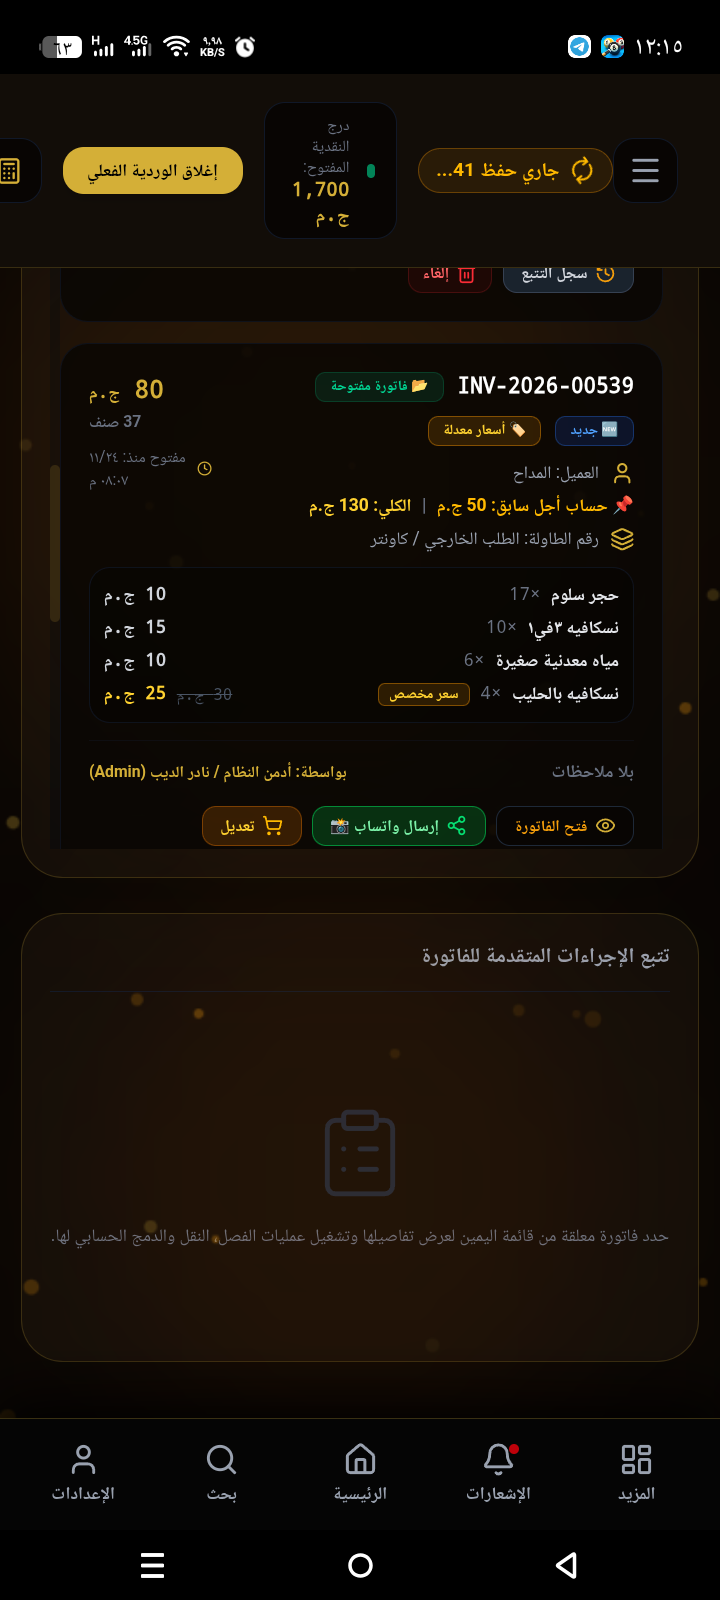 ١٢:١٥
٩,٩٨ KB/S
4.5G
H
٦٣
جاري حفظ 41...
درج النقدية المفتوح:
1,700 ج.م
إغلاق الوردية الفعلي
سجل التتبع
إلغاء
INV-2026-00539
📂 فاتورة مفتوحة
80 ج.م
🆕 جديد
🏷️ أسعار معدلة
37 صنف
العميل: المداح
مفتوح منذ: ١١/٢٤ ٠٨:٠٧ م
📌 حساب أجل سابق: 50 ج.م | الكلي: 130 ج.م
رقم الطاولة: الطلب الخارجي / كاونتر
حجر سلوم ×17 10 ج.م
نسكافيه ٣في١ ×10 15 ج.م
مياه معدنية صغيرة ×6 10 ج.م
نسكافيه بالحليب ×4 سعر مخصص 30 ج.م 25 ج.م
بلا ملاحظات
بواسطة: أدمن النظام / نادر الديب (Admin)
فتح الفاتورة
إرسال واتساب 📸
تعديل
تتبع الإجراءات المتقدمة للفاتورة
حدد فاتورة معلقة من قائمة اليمين لعرض تفاصيلها وتشغيل عمليات الفصل، النقل والدمج الحسابي لها.
المزيد
الإشعارات
الرئيسية
بحث
الإعدادات